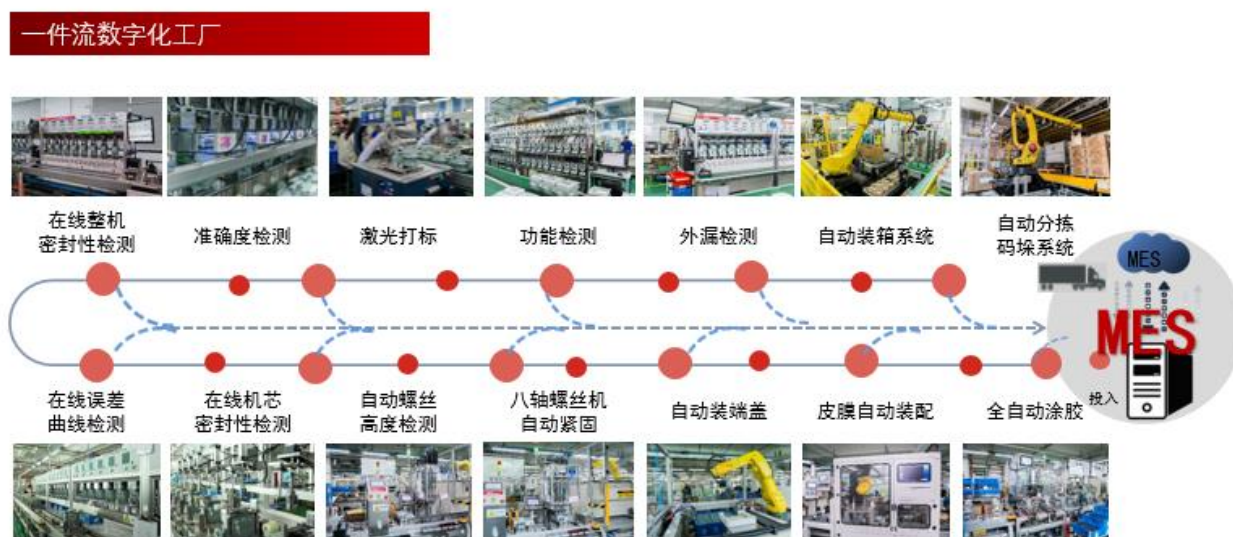 一件流数字化工厂
在线整机
密封性检测
准确度检测
激光打标
功能检测
外漏检测
自动装箱系统
自动分拣
码垛系统
MES
MES
投入
在线误差
曲线检测
在线机芯
密封性检测
自动螺丝
高度检测
八轴螺丝机
自动紧固
自动装端盖
皮膜自动装配
全自动涂胶